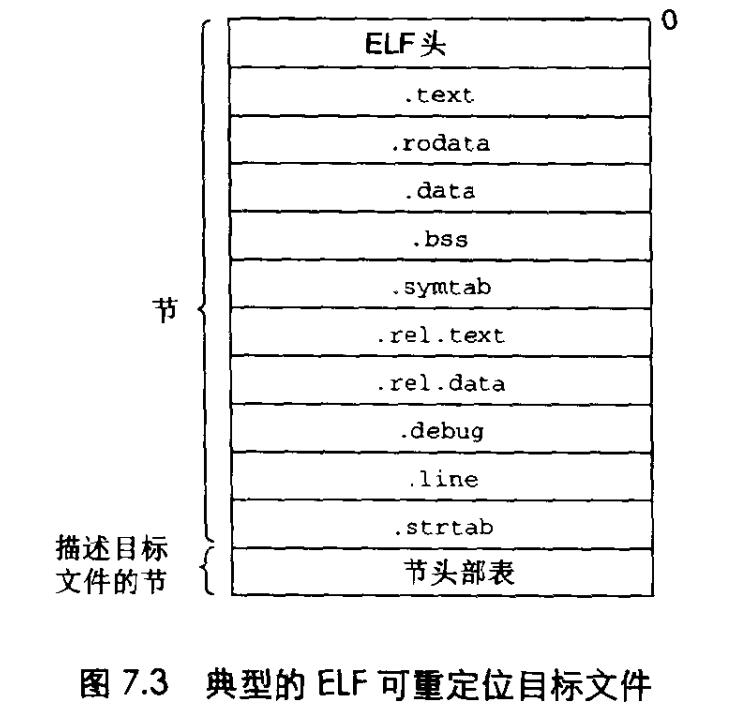 0
ELF头
.text
.rodata
.data
.bss
节
.symtab
.rel.text
.rel.data
.debug
.line
.strtab
描述目标
文件的节
节头部表
图 7.3 典型的 ELF 可重定位目标文件